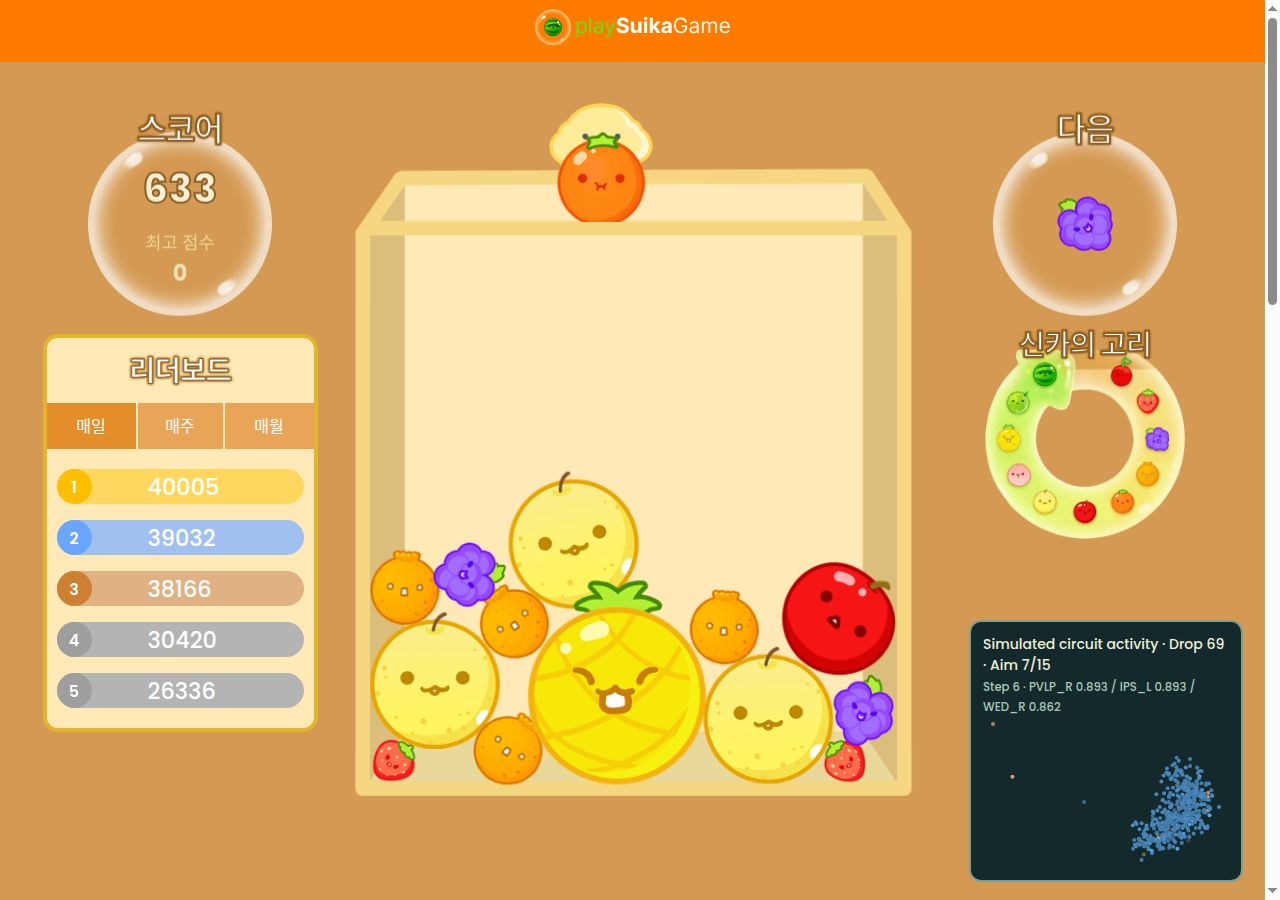 playSuikaGame
스코어
633
최고 점수
0
다음
신카의 고리
리더보드
매일 매주 매월
1 40005
2 39032
3 38166
4 30420
5 26336
Simulated circuit activity · Drop 69
· Aim 7/15
Step 6 · PVLP_R 0.893 / IPS_L 0.893 /
WED_R 0.862